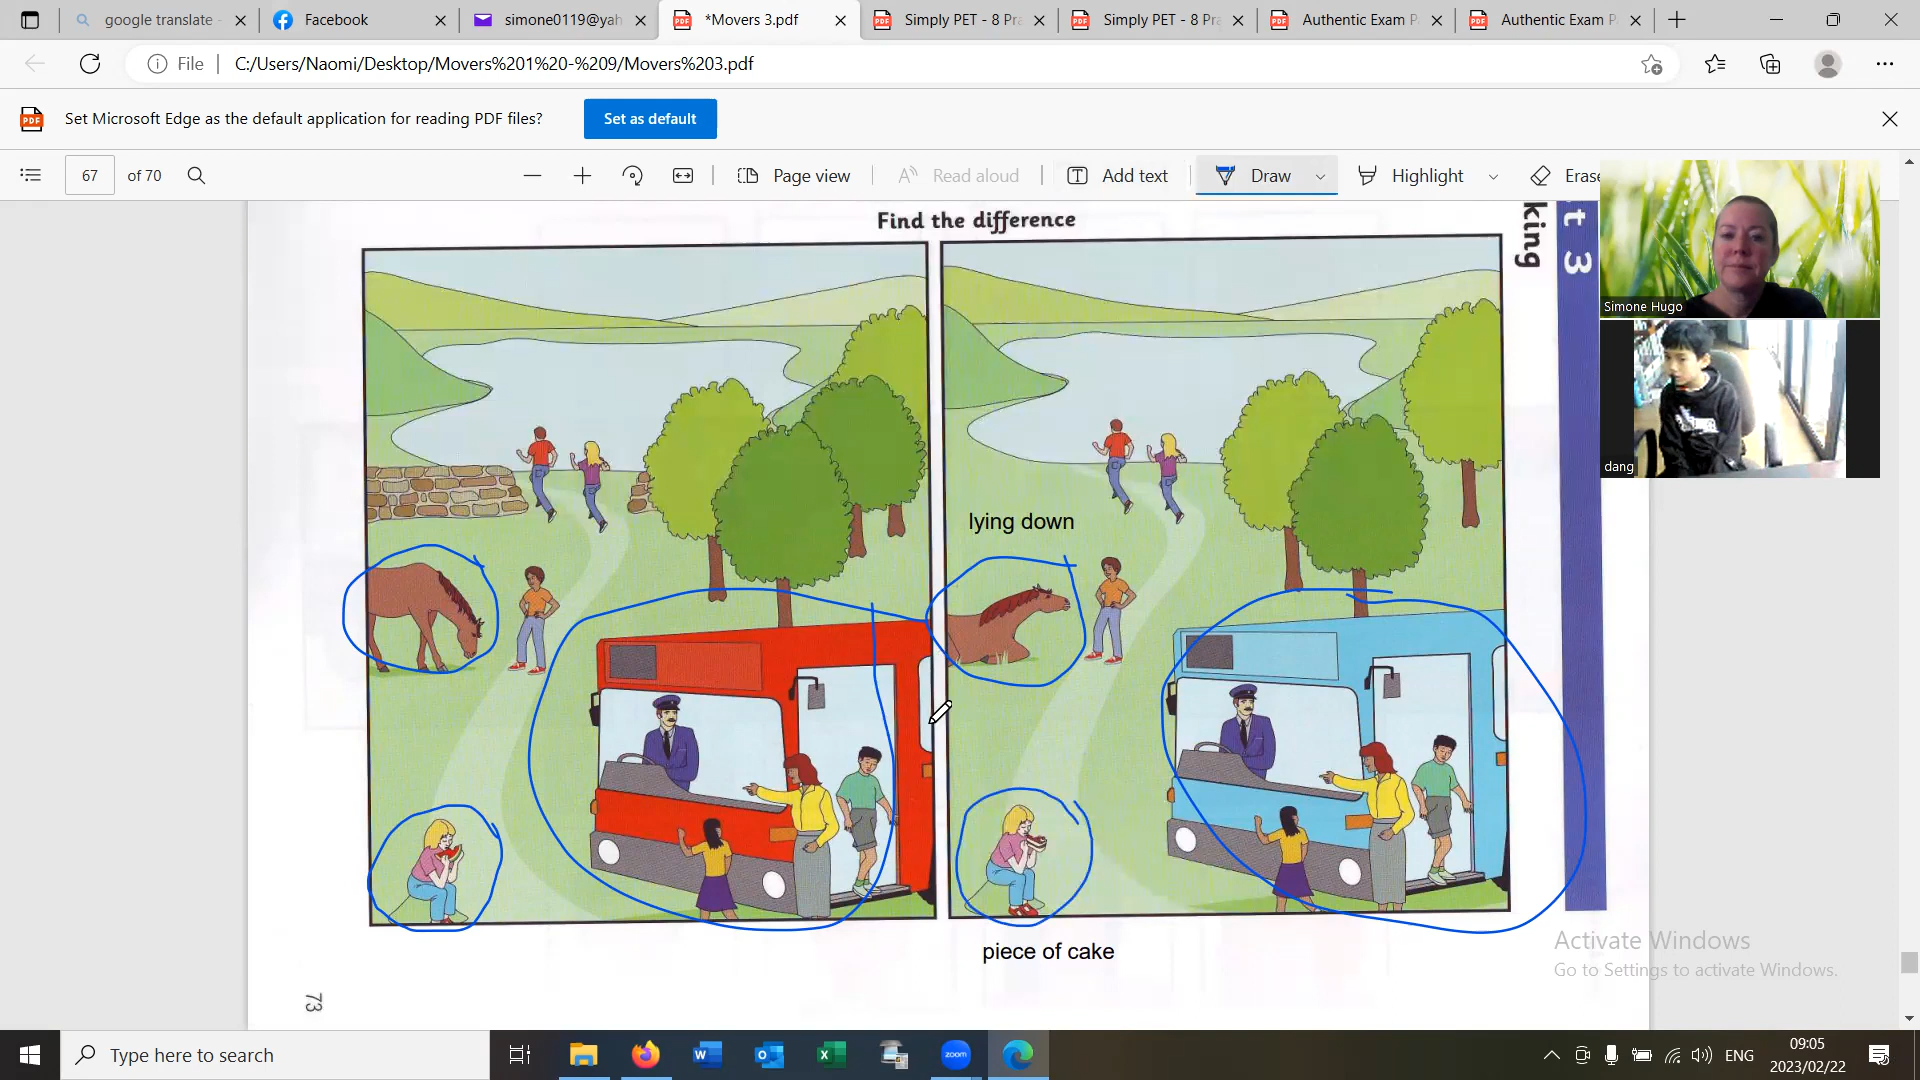 google translate
Facebook
simone0119@yah
*Movers 3.pdf
Simply PET - 8 Pra
Simply PET - 8 Pra
Authentic Exam P
Authentic Exam P
File
C:/Users/Naomi/Desktop/Movers%201%20-%209/Movers%203.pdf
PDF
Set Microsoft Edge as the default application for reading PDF files?
Set as default
67
of 70
Page view
Read aloud
Add text
Draw
Highlight
Erase
Find the difference
t 3
king
Simone Hugo
dang
lying down
piece of cake
73
Activate Windows
Go to Settings to activate Windows.
Type here to search
zoom
ENG
09:05
2023/02/22